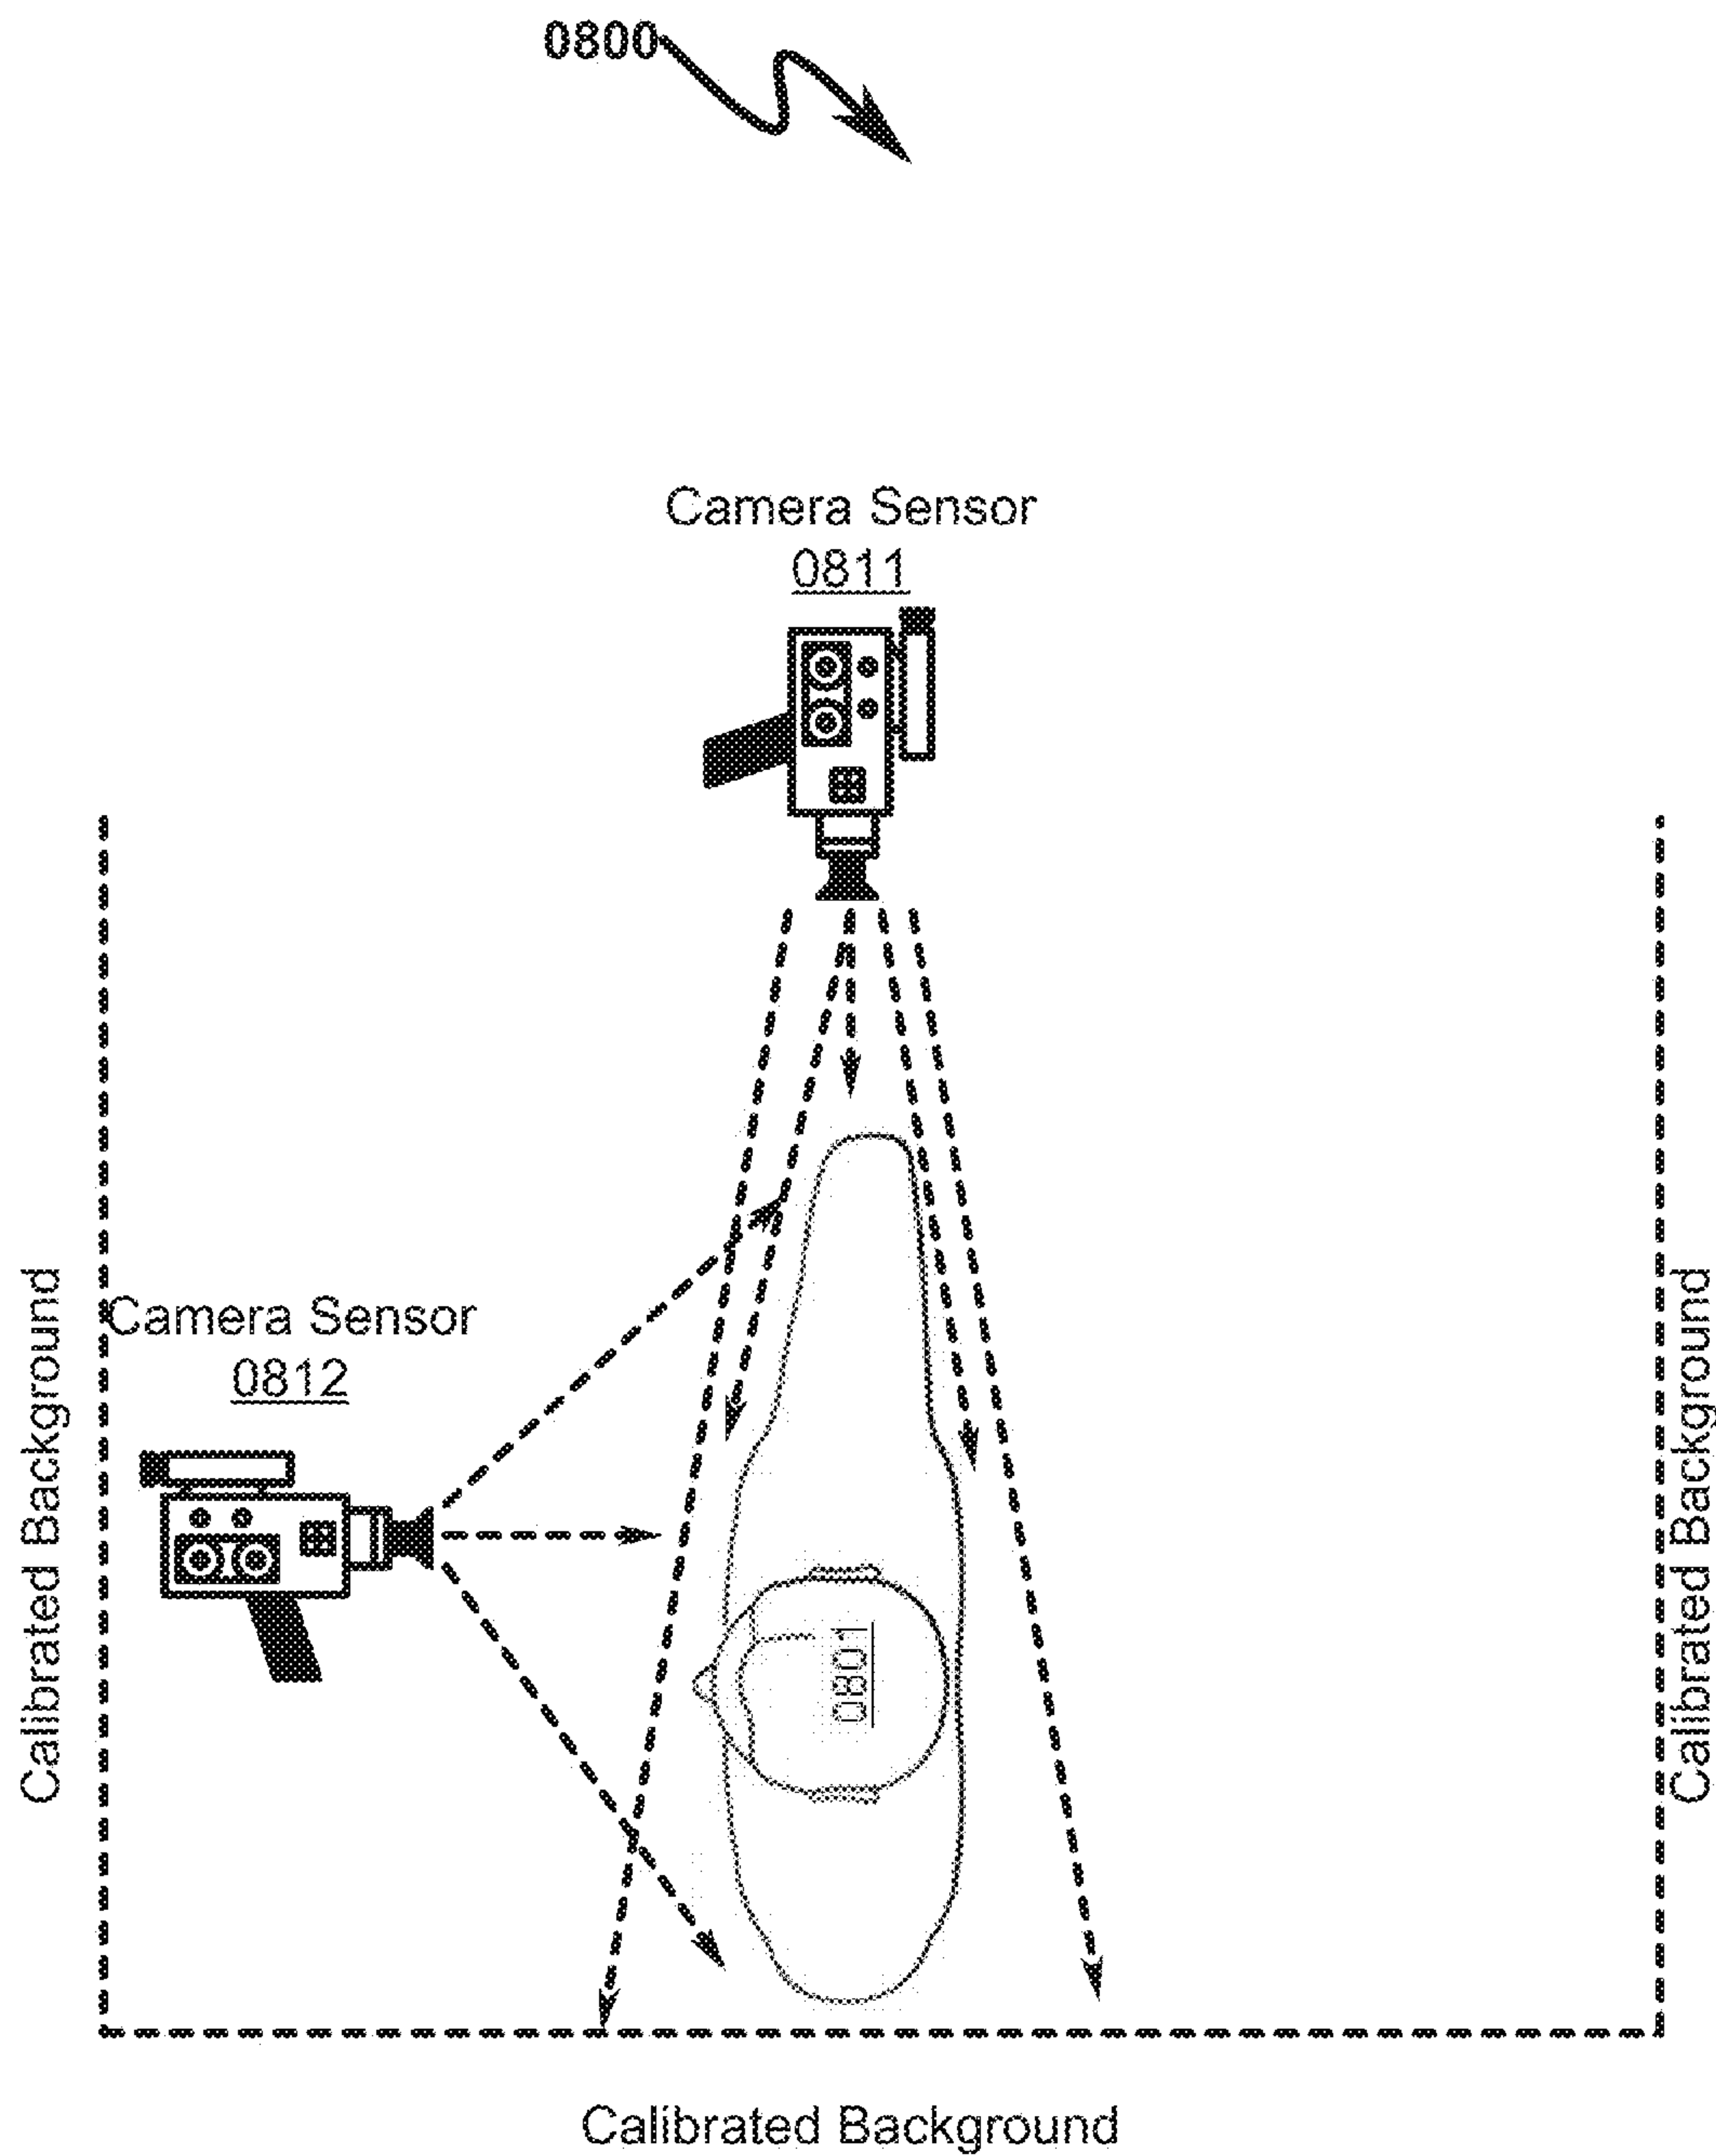 0800
Camera Sensor
0811
Camera Sensor
0812
Calibrated Background
0801
Calibrated Background
Calibrated Background